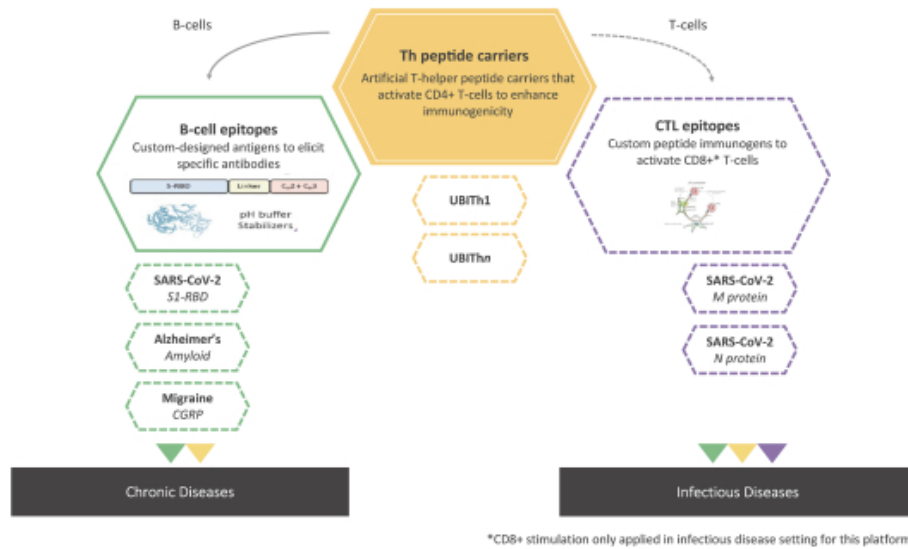 B-cells
T-cells
Th peptide carriers
Artificial T-helper peptide carriers that
activate CD4+ T-cells to enhance
immunogenicity
B-cell epitopes
Custom-designed antigens to elicit
specific antibodies
S-RBD
Linker
pH buffer
Stabilizers,
CTL epitopes
Custom peptide immunogens to
activate CD8+* T-cells
UBITh1
UBIThn
SARS-CoV-2
S1-RBD
Alzheimer's
Amyloid
Migraine
CGRP
SARS-CoV-2
M protein
SARS-CoV-2
N protein
Chronic Diseases
Infectious Diseases
*CD8+ stimulation only applied in infectious disease setting for this platform